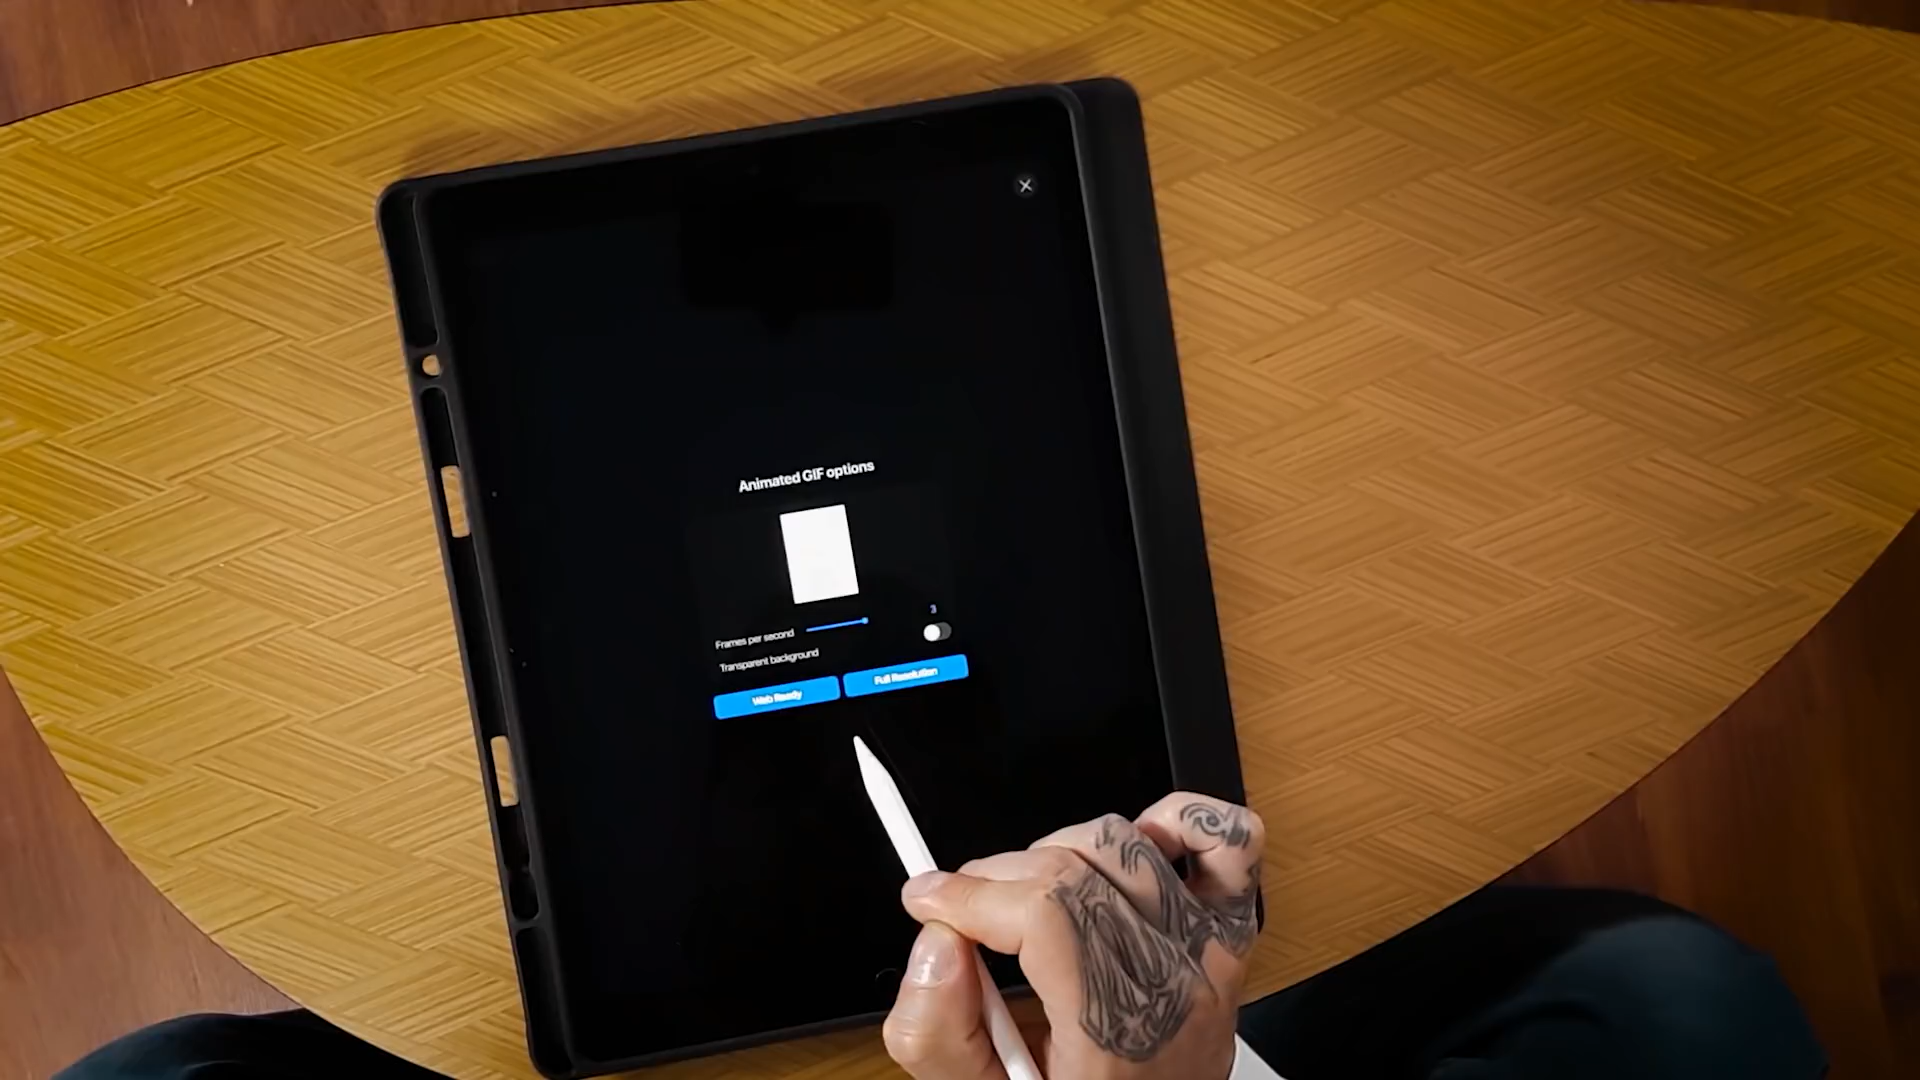 Animated GIF options
Frames per second
3
Transparent background
Web Ready
Full Resolution